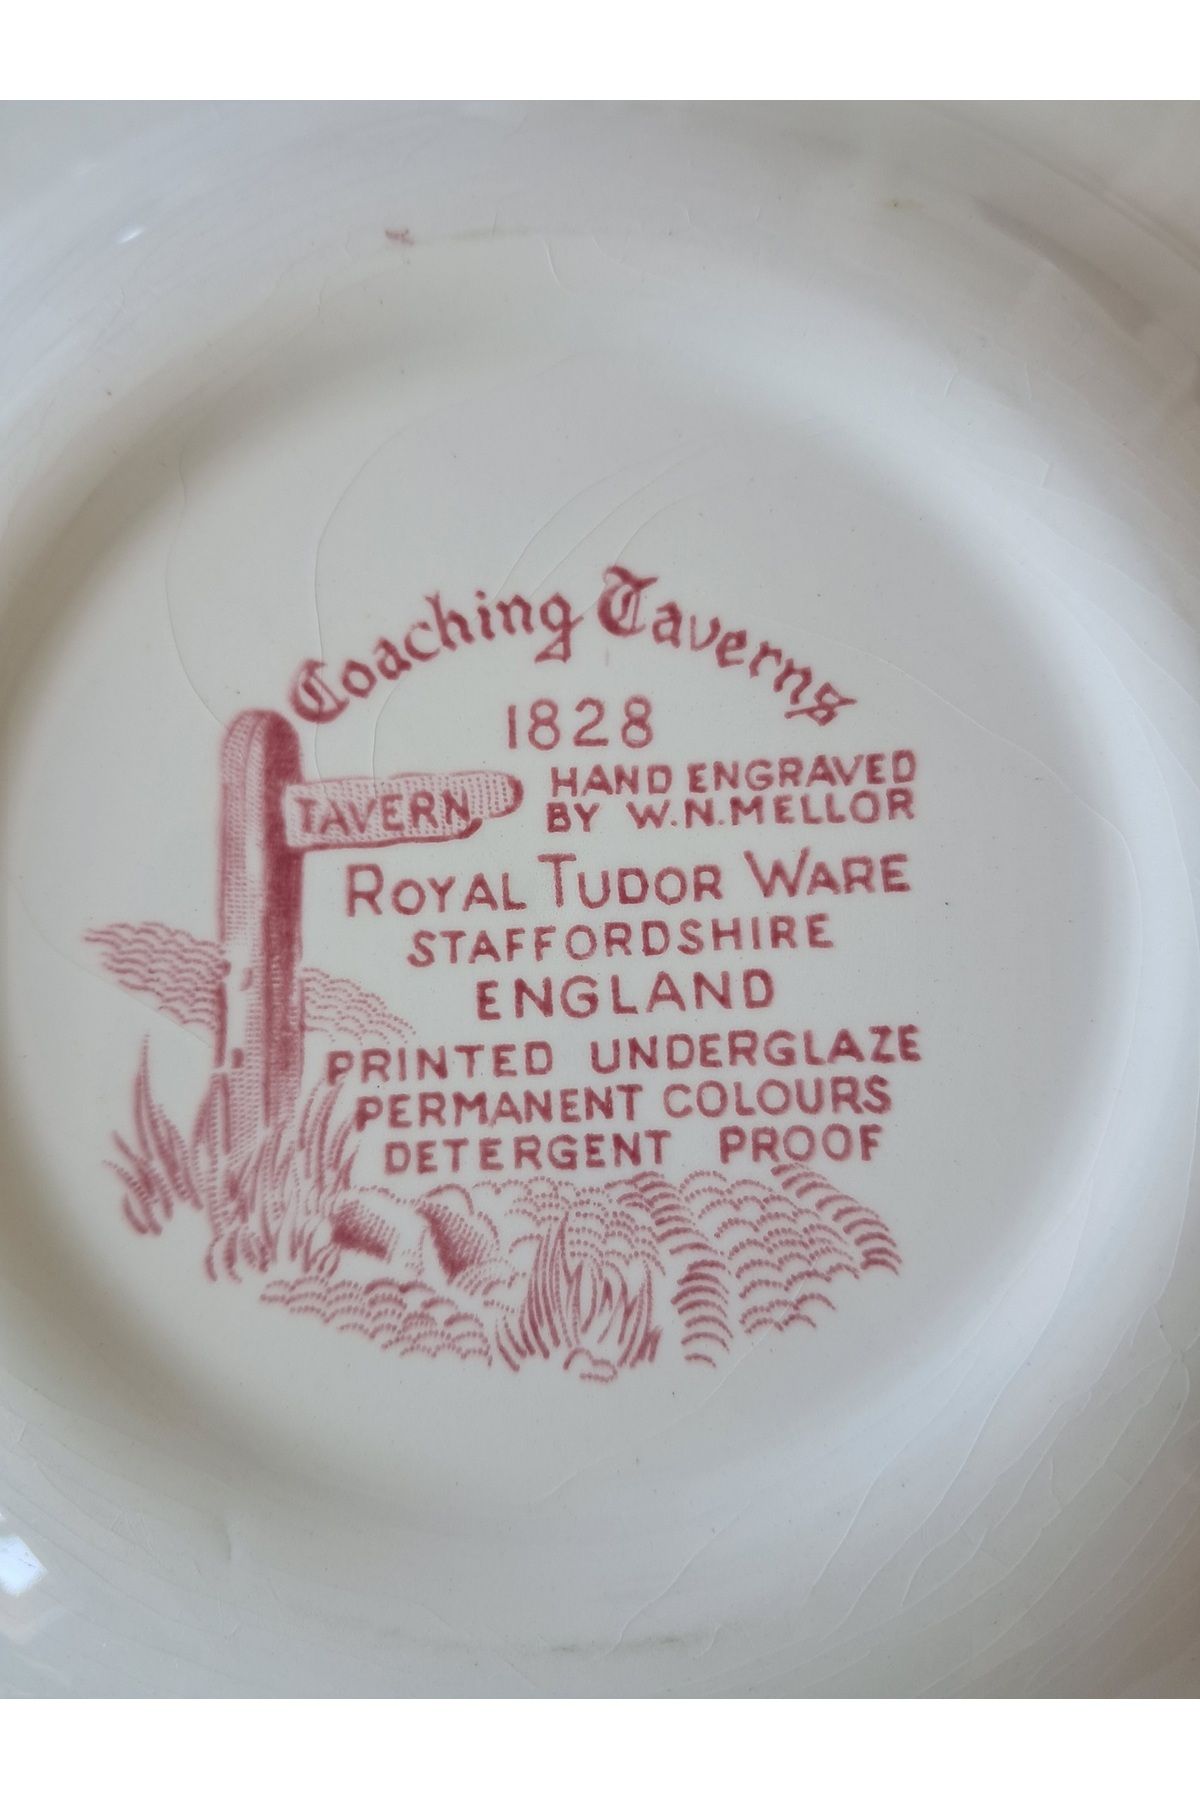 Coaching Taverns
1828
TAVERN
HAND ENGRAVED
BY W.N.MELLOR
ROYAL TUDOR WARE
STAFFORDSHIRE
ENGLAND
PRINTED UNDERGLAZE
PERMANENT COLOURS
DETERGENT PROOF